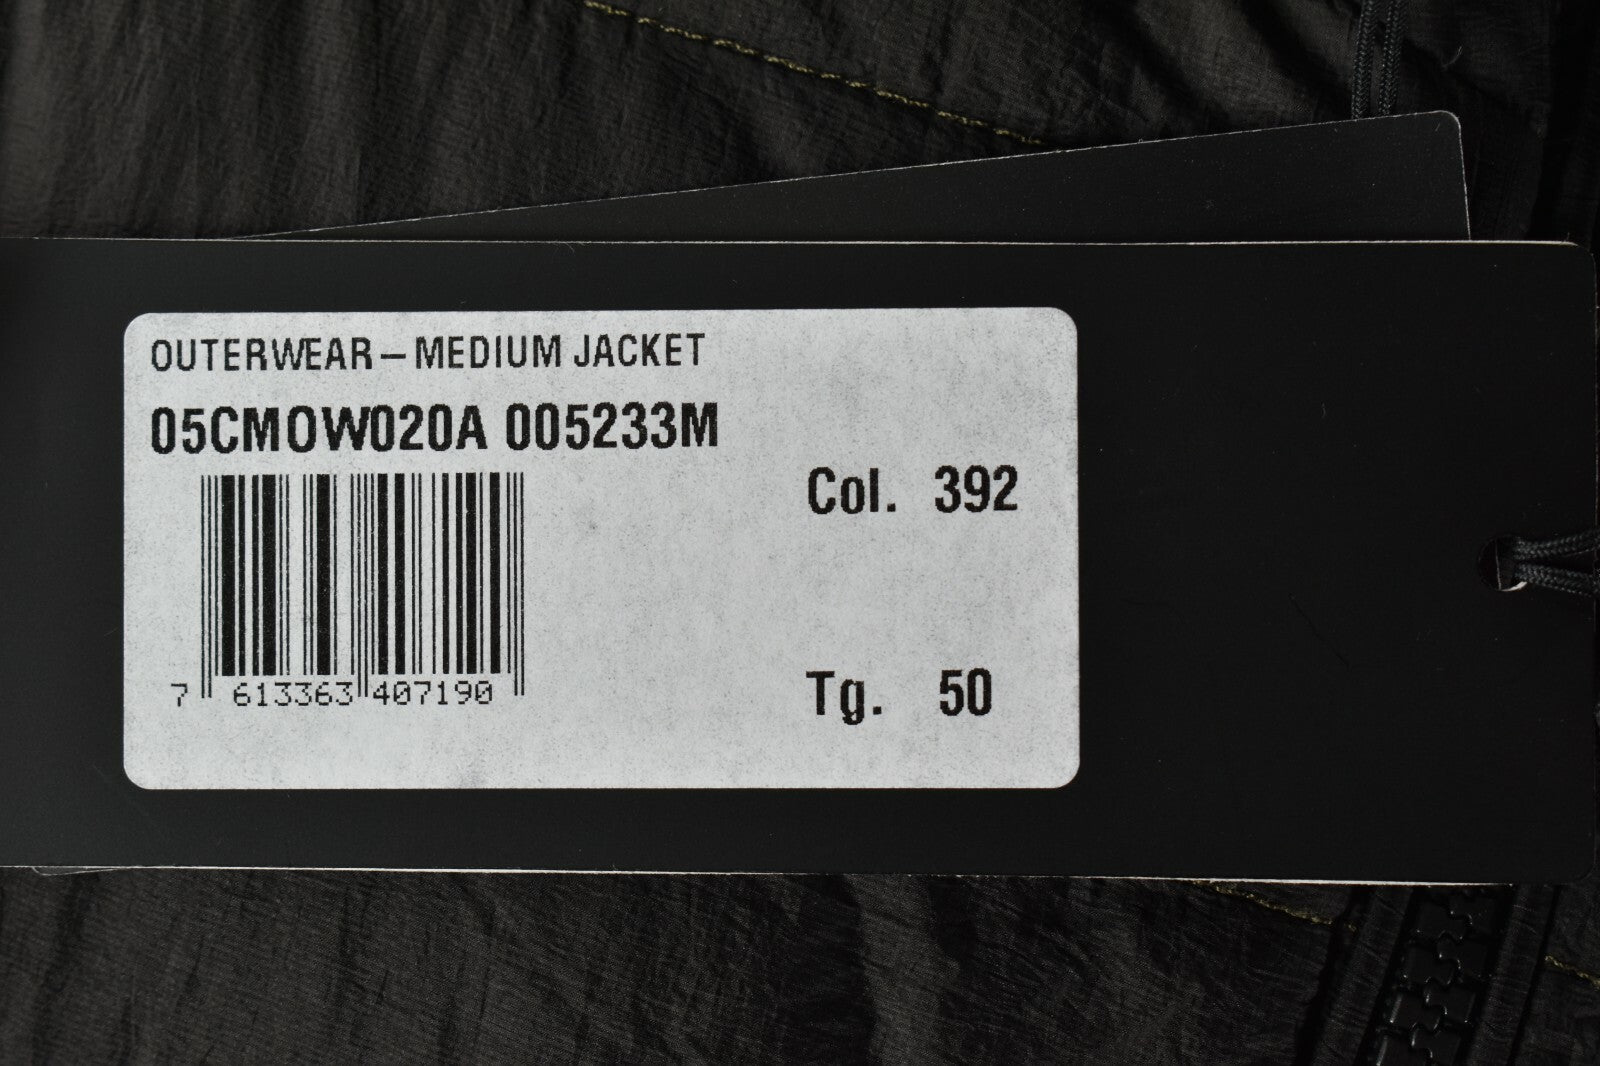 OUTERWEAR – MEDIUM JACKET
05CMOW020A 005233M
Col. 392
7 613363 407190
Tg. 50